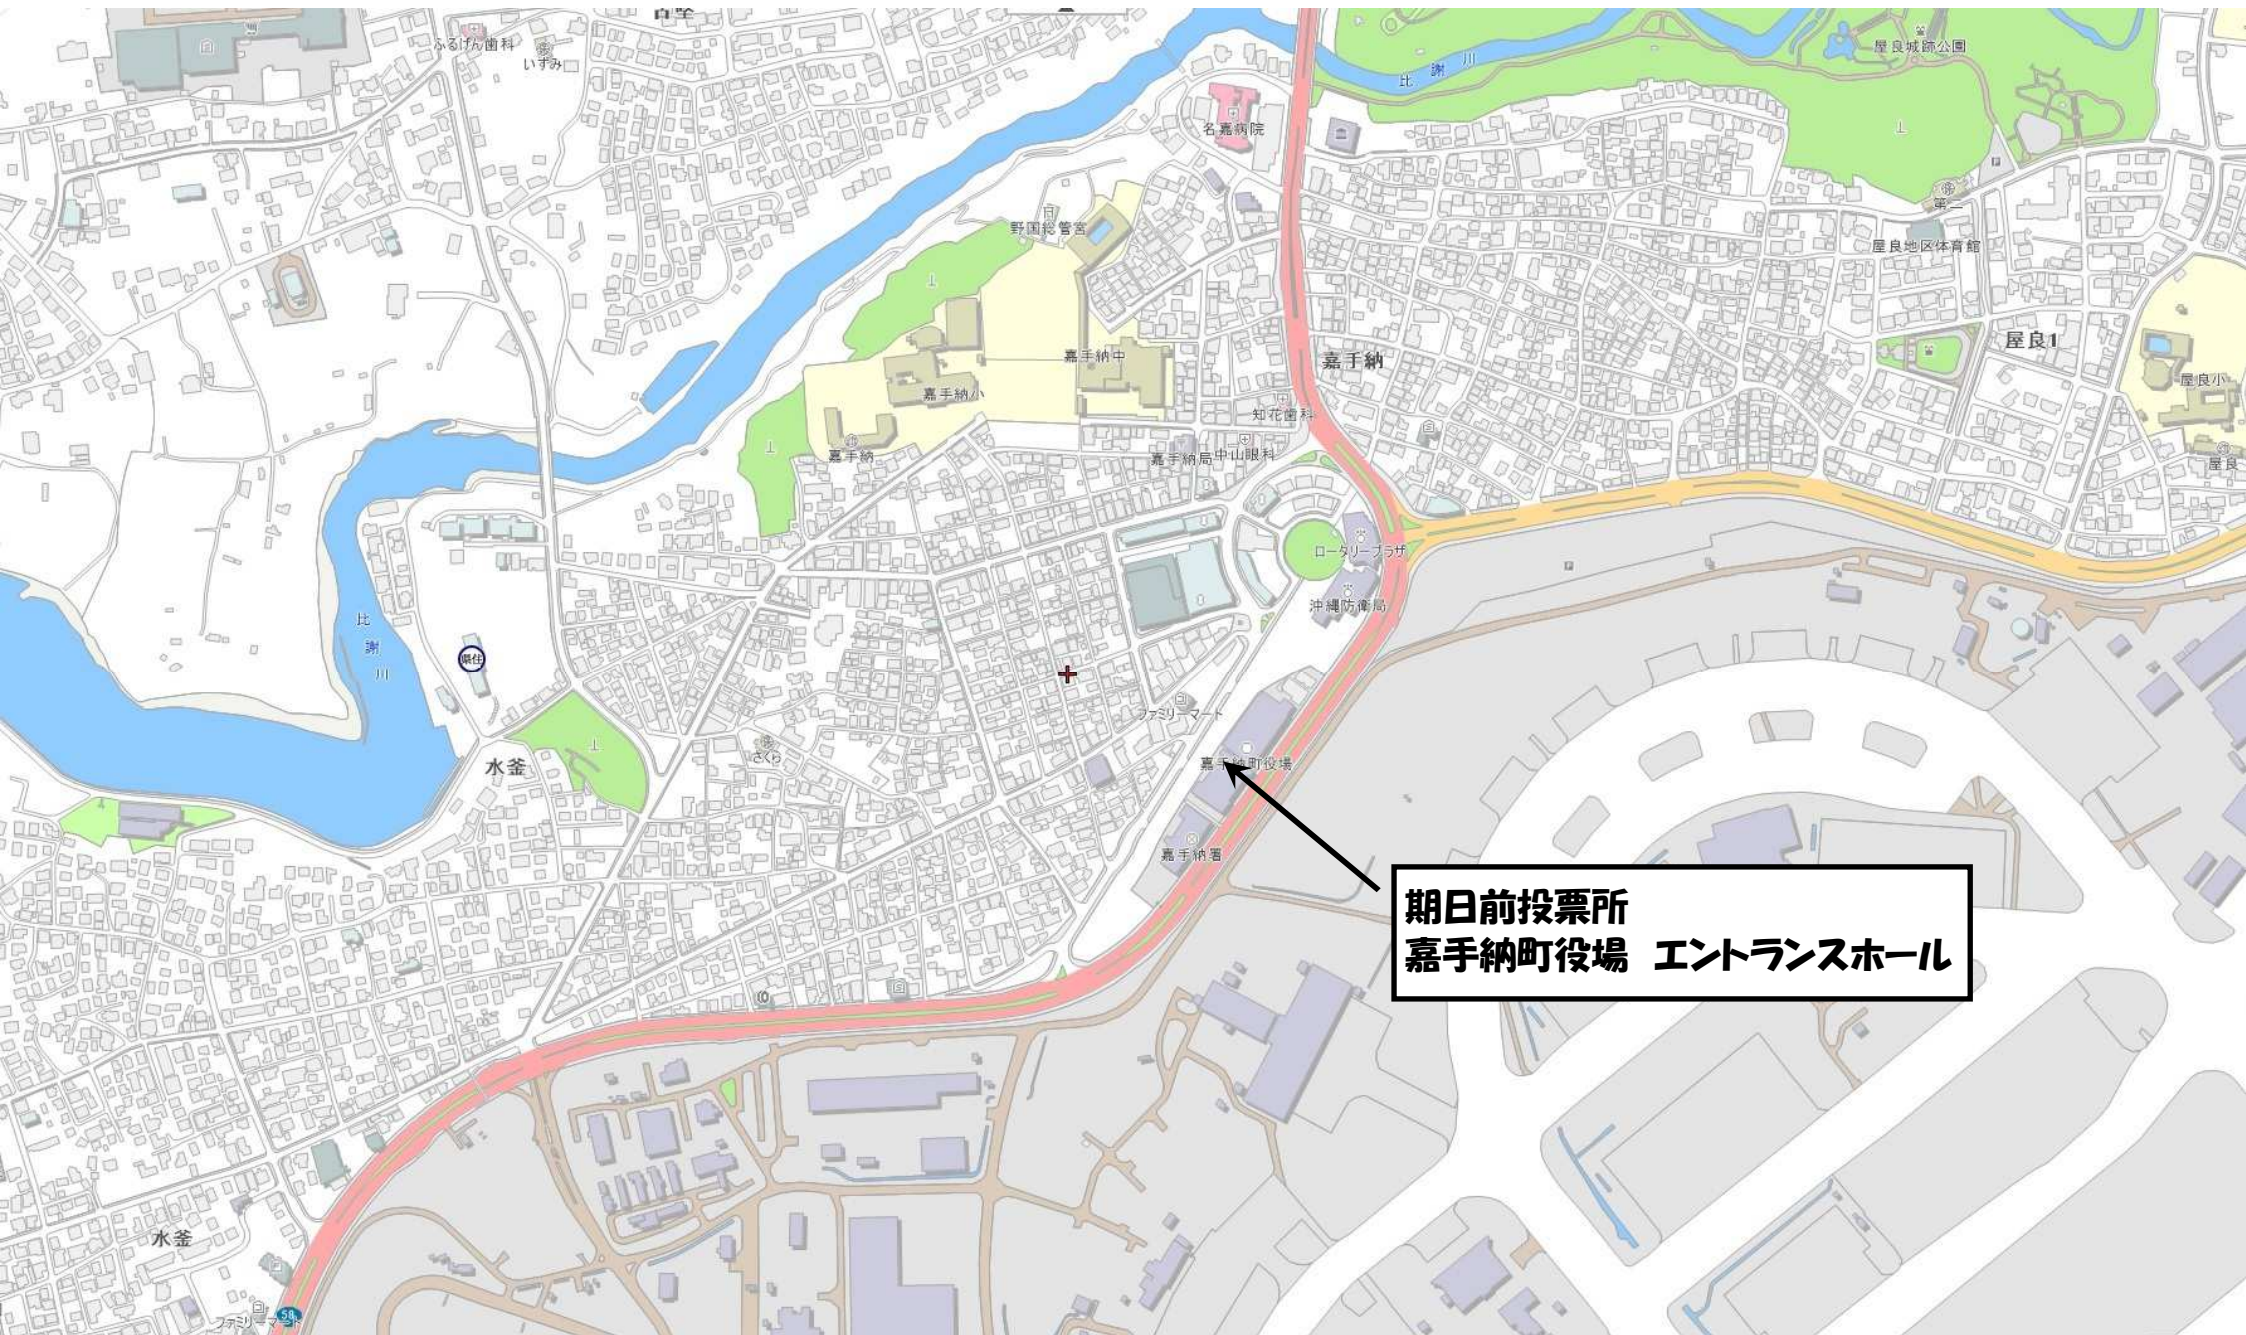 ふるげん歯科
いずみ
屋良城跡公園
比謝川
名嘉病院
野国総管宮
第二
屋良地区体育館
嘉手納中
嘉手納
屋良1
嘉手納小
屋良小
知花歯科
嘉手納
嘉手納局
中山眼科
屋良
ロータリープラザ
沖縄防衛局
比謝川
県住
ファミリーマート
さくら
水釜
嘉手納町役場
嘉手納署
期日前投票所
嘉手納町役場 エントランスホール
水釜
58
ファミリーマート